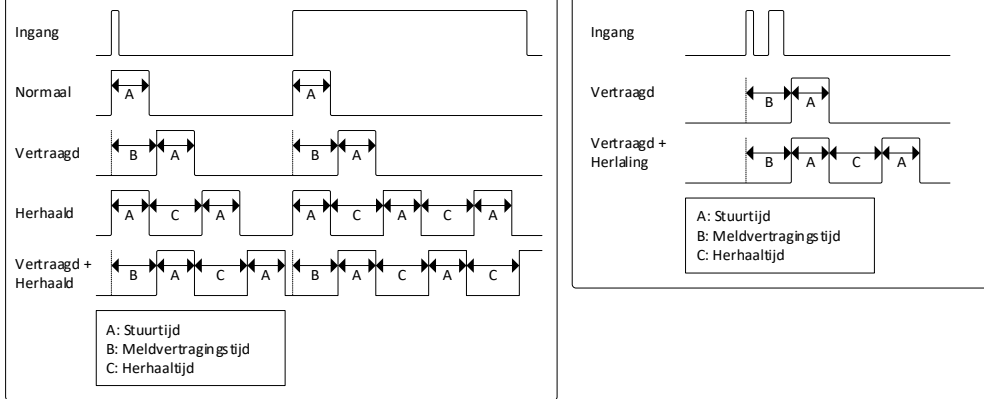 Ingang
Normaal
A
A
Vertraagd
B
A
B
A
Herhaald
A
C
A
A
C
A
C
A
Vertraagd +
Herhaald
B
A
C
A
B
A
C
A
C
A: Stuurtijd
B: Meldvertragingstijd
C: Herhaaltijd
Ingang
Vertraagd
B
A
Vertraagd +
Herlaling
B
A
C
A
A: Stuurtijd
B: Meldvertragingstijd
C: Herhaaltijd